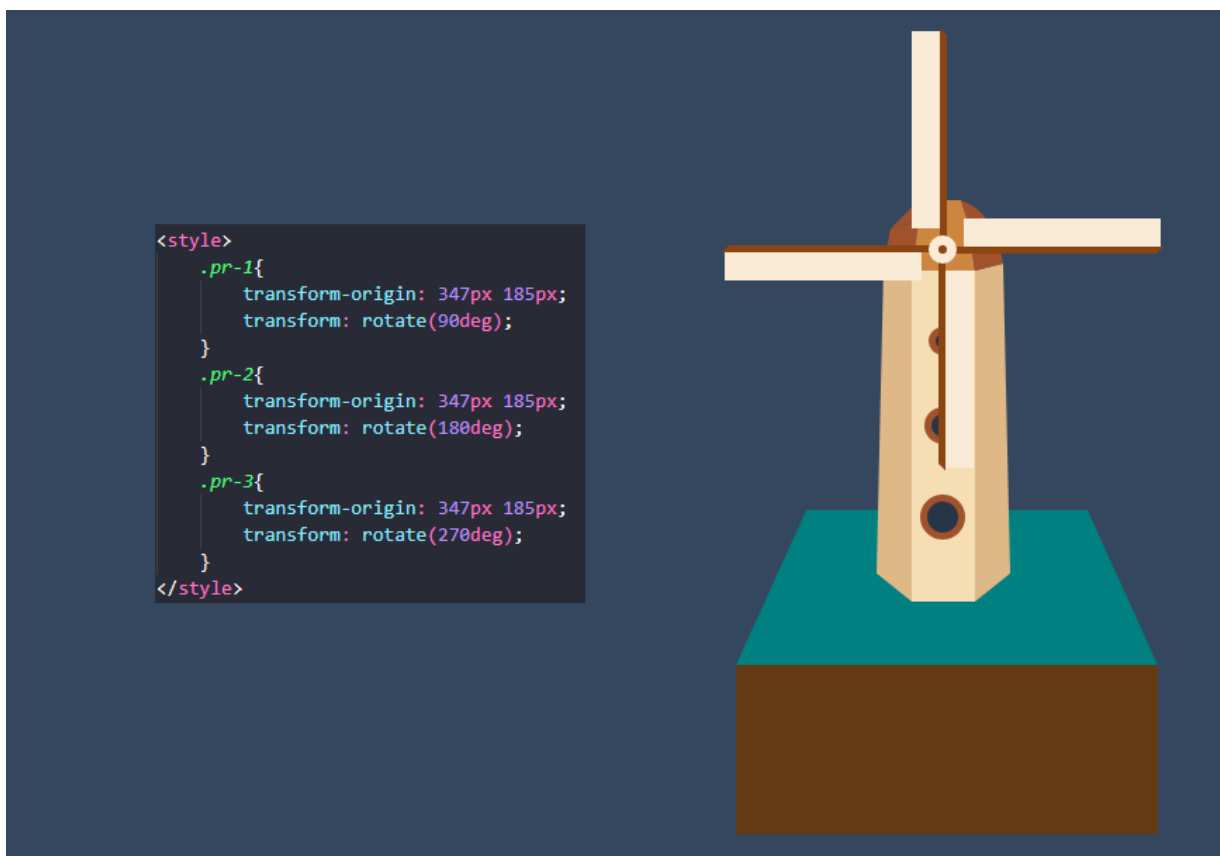 <style>
.pr-1{
transform-origin: 347px 185px;
transform: rotate(90deg);
}
.pr-2{
transform-origin: 347px 185px;
transform: rotate(180deg);
}
.pr-3{
transform-origin: 347px 185px;
transform: rotate(270deg);
}
</style>